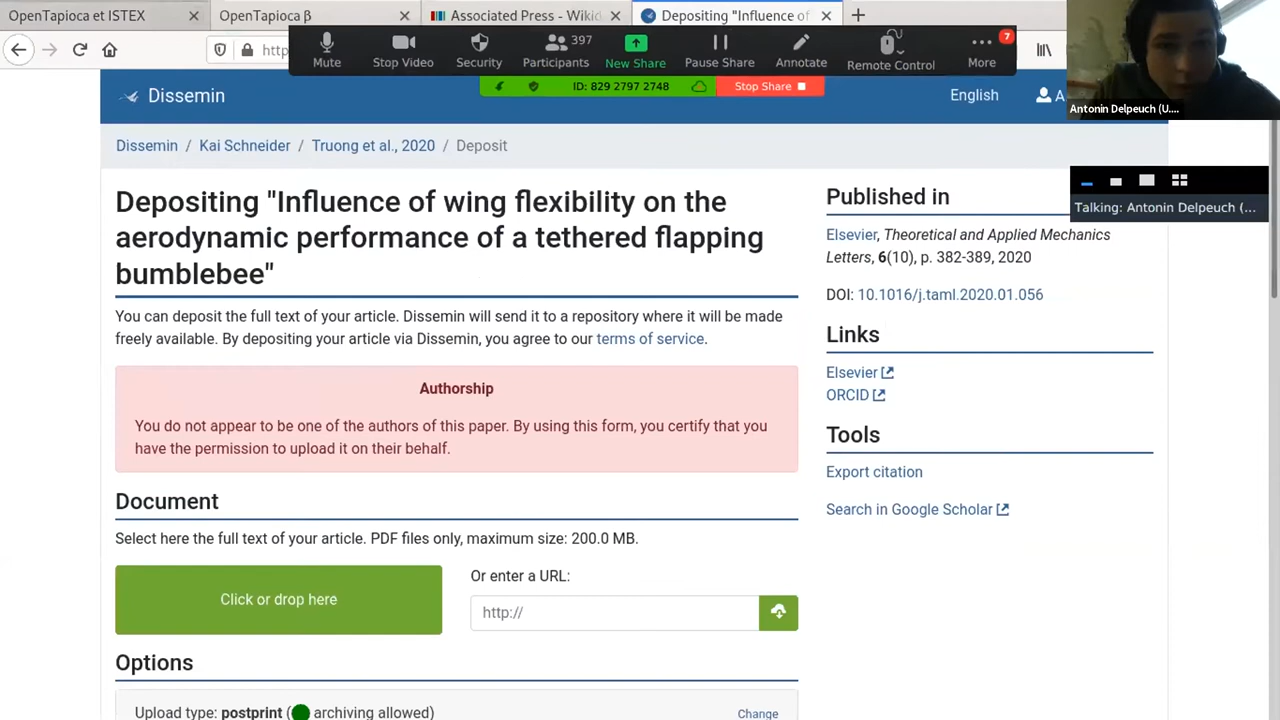 OpenTapioca et ISTEX
OpenTapioca β
Associated Press - Wikid
Depositing "Influence of
http
Mute
Stop Video
Security
Participants
397
New Share
Pause Share
Annotate
Remote Control
7
More
ID: 829 2797 2748
Stop Share
Antonin Delpeuch (U....
Talking: Antonin Delpeuch (...
Dissemin
English
A
Dissemin / Kai Schneider / Truong et al., 2020 / Deposit
Depositing "Influence of wing flexibility on the
aerodynamic performance of a tethered flapping
bumblebee"
You can deposit the full text of your article. Dissemin will send it to a repository where it will be made
freely available. By depositing your article via Dissemin, you agree to our terms of service.
Authorship
You do not appear to be one of the authors of this paper. By using this form, you certify that you
have the permission to upload it on their behalf.
Document
Select here the full text of your article. PDF files only, maximum size: 200.0 MB.
Click or drop here
Or enter a URL:
http://
Options
Upload type: postprint ( archiving allowed)
Change
Published in
Elsevier, Theoretical and Applied Mechanics
Letters, 6(10), p. 382-389, 2020
DOI: 10.1016/j.taml.2020.01.056
Links
Elsevier
ORCID
Tools
Export citation
Search in Google Scholar